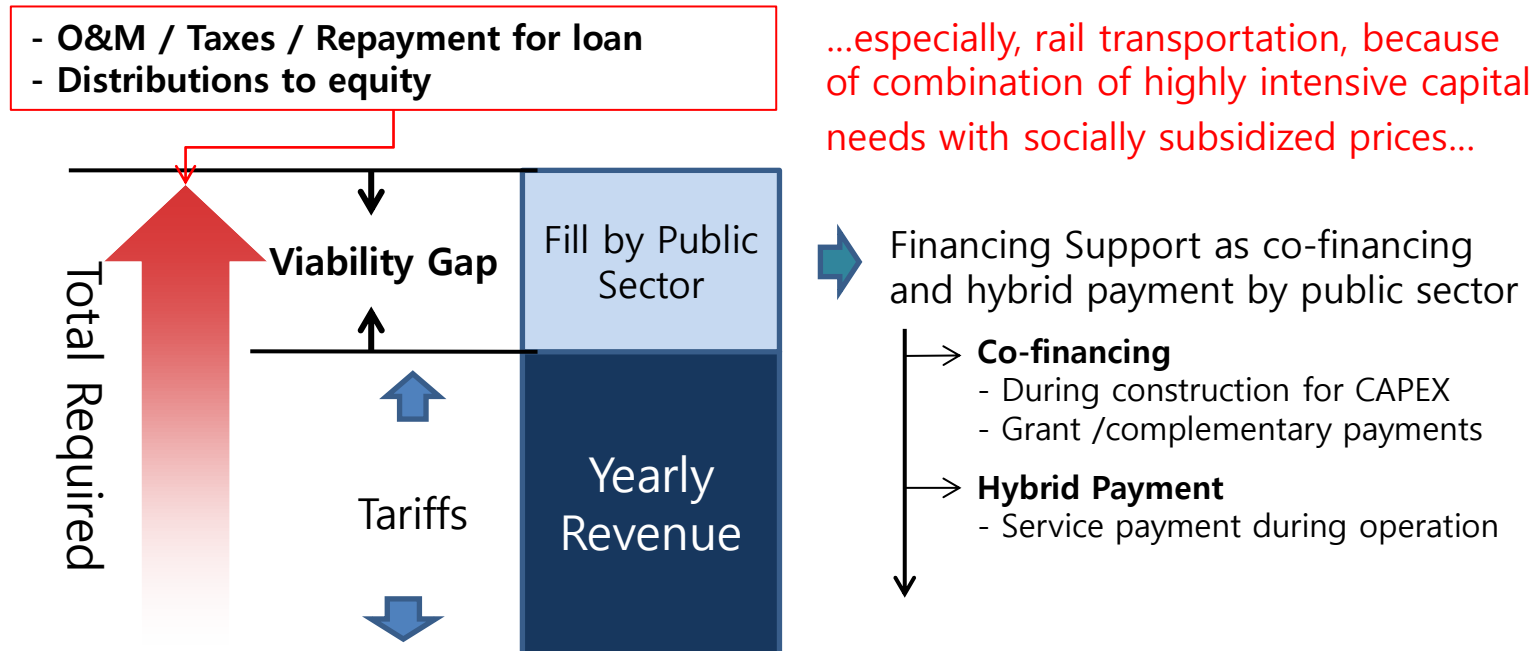 - O&M / Taxes / Repayment for loan
- Distributions to equity
...especially, rail transportation, because
of combination of highly intensive capital
needs with socially subsidized prices...
Total Required
Viability Gap
Tariffs
Fill by Public
Sector
Yearly
Revenue
Financing Support as co-financing
and hybrid payment by public sector
Co-financing
- During construction for CAPEX
- Grant /complementary payments
Hybrid Payment
- Service payment during operation